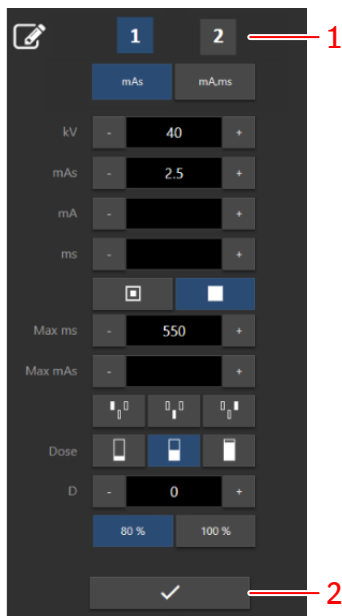 1 2 1
mAs mA,ms
kV - 40 +
mAs - 2.5 +
mA - +
ms - +
Max ms - 550 +
Max mAs - +
Dose
D - 0 +
80 % 100 %
2